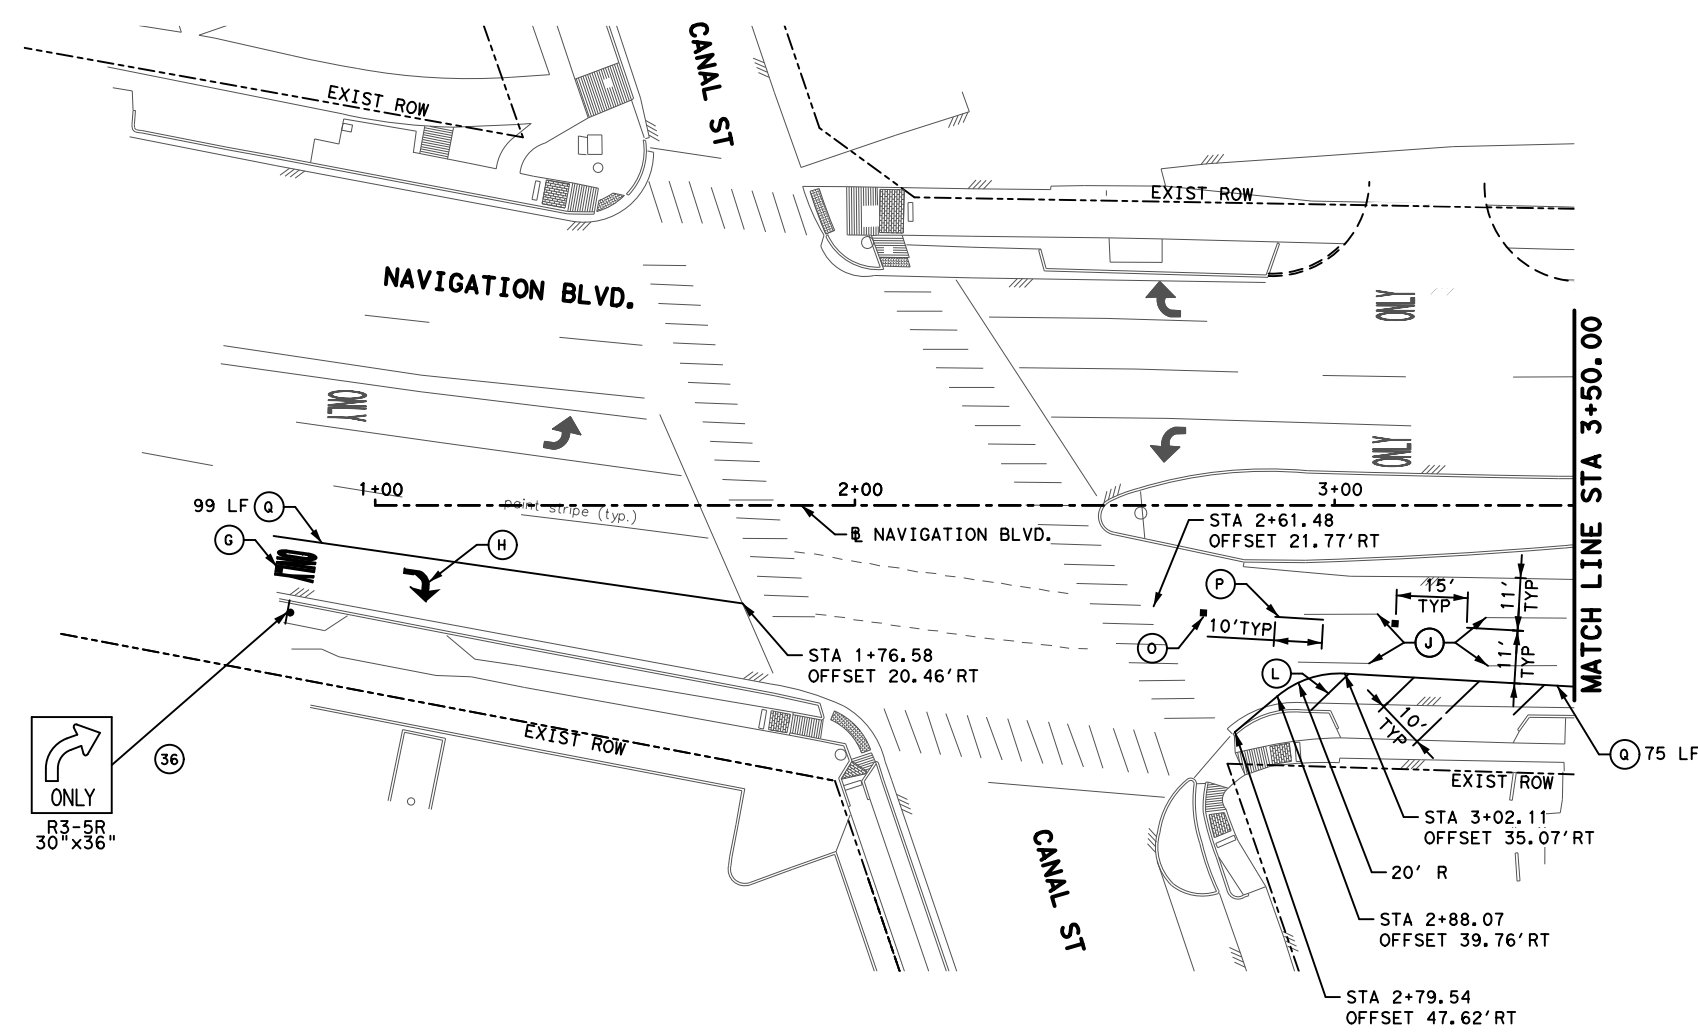 CANAL ST
EXIST ROW
EXIST ROW
NAVIGATION BLVD.
ONLY
ONLY
ONLY
MATCH LINE STA 3+50.00
1+00
2+00
3+00
99 LF Q
paint stripe (typ.)
G
H
ONLY
NAVIGATION BLVD.
STA 2+61.48
OFFSET 21.77'RT
P
15'
TYP
11'
TYP
10'TYP
O
J
11'
TYP
L
STA 1+76.58
OFFSET 20.46'RT
10'
TYP
EXIST ROW
36
ONLY
R3-5R
30"x36"
Q 75 LF
EXIST ROW
STA 3+02.11
OFFSET 35.07'RT
20' R
CANAL ST
STA 2+88.07
OFFSET 39.76'RT
STA 2+79.54
OFFSET 47.62'RT